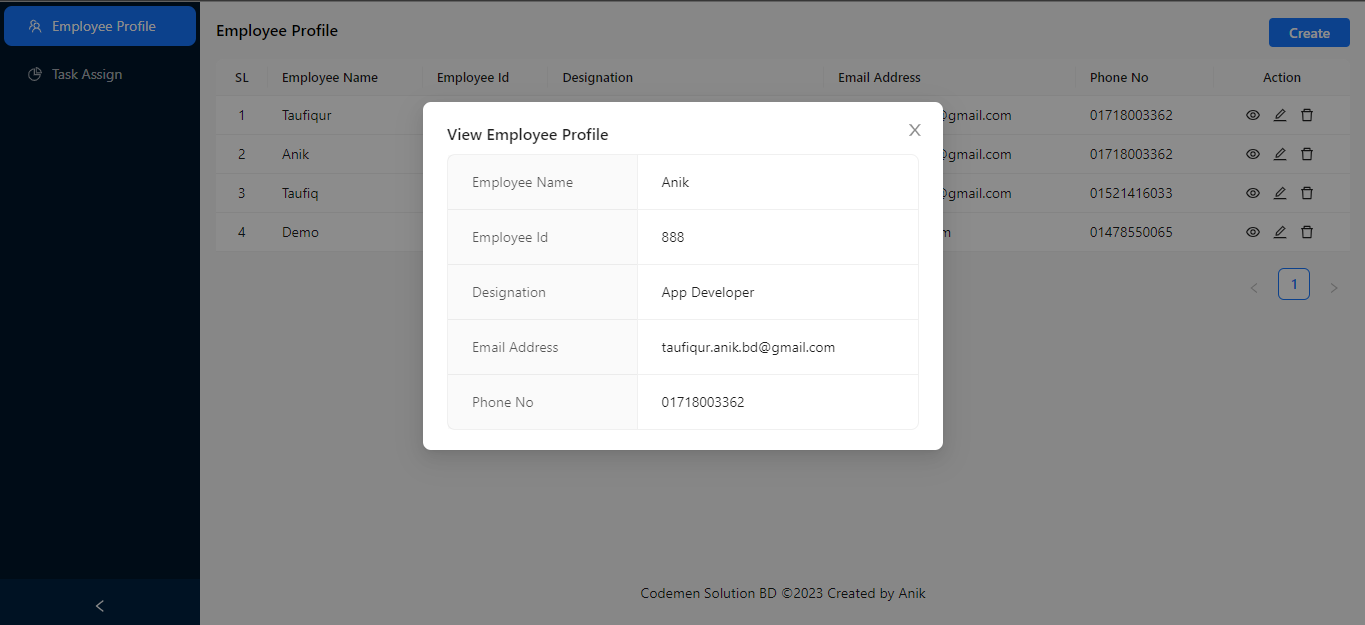 Employee Profile
Task Assign
Employee Profile
Create
SL Employee Name Employee Id Designation Email Address Phone No Action
1 Taufiqur @gmail.com 01718003362
2 Anik @gmail.com 01718003362
3 Taufiq @gmail.com 01521416033
4 Demo 01478550065
1
View Employee Profile
Employee Name Anik
Employee Id 888
Designation App Developer
Email Address taufiqur.anik.bd@gmail.com
Phone No 01718003362
Codemen Solution BD ©2023 Created by Anik